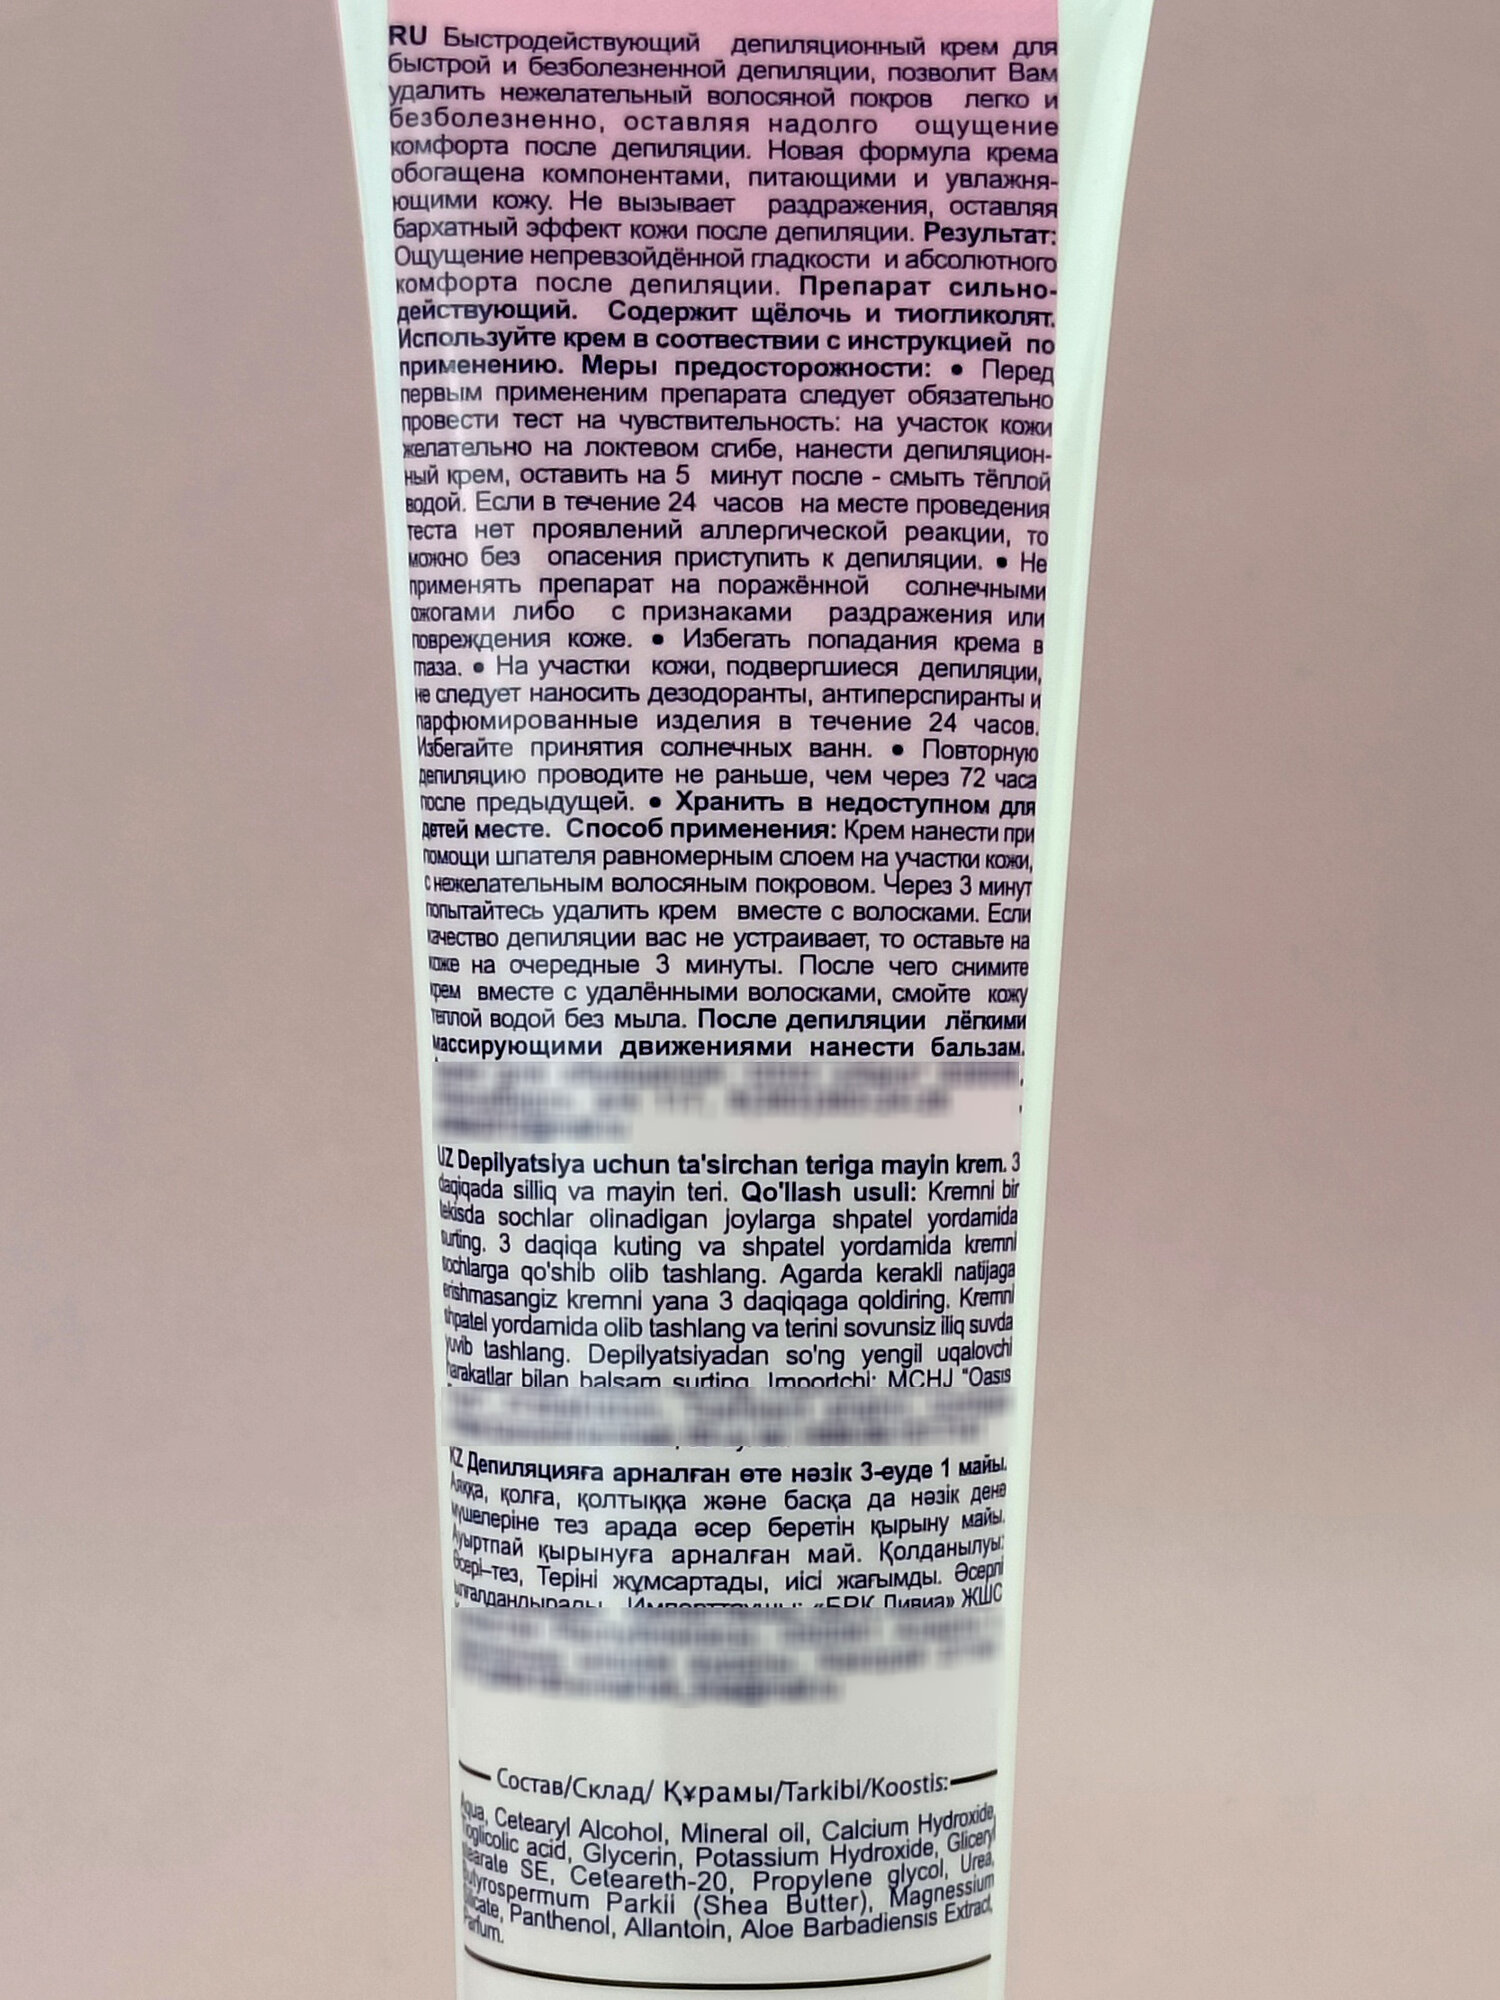 RU Быстродействующий депиляционный крем для
быстрой и безболезненной депиляции, позволит Вам
удалить нежелательный волосяной покров легко и
безболезненно, оставляя надолго ощущение
комфорта после депиляции. Новая формула крема
обогащена компонентами, питающими и увлажня-
ющими кожу. Не вызывает раздражения, оставляя
бархатный эффект кожи после депиляции. Результат:
Ощущение непревзойдённой гладкости и абсолютного
комфорта после депиляции. Препарат сильно-
действующий. Содержит щёлочь и тиогликолят.
Используйте крем в соотвествии с инструкцией по
применению. Меры предосторожности: • Перед
первым примененим препарата следует обязательно
провести тест на чувствительность: на участок кожи
желательно на локтевом сгибе, нанести депиляцион-
ный крем, оставить на 5 минут после - смыть тёплой
водой. Если в течение 24 часов на месте проведения
теста нет проявлений аллергической реакции, то
можно без опасения приступить к депиляции. • Не
применять препарат на поражённой солнечными
ожогами либо с признаками раздражения или
повреждения коже. • Избегать попадания крема в
глаза. • На участки кожи, подвергшиеся депиляции,
не следует наносить дезодоранты, антиперспиранты и
парфюмированные изделия в течение 24 часов.
Избегайте принятия солнечных ванн. • Повторную
депиляцию проводите не раньше, чем через 72 часа
после предыдущей. • Хранить в недоступном для
детей месте. Способ применения: Крем нанести при
помощи шпателя равномерным слоем на участки кожи,
с нежелательным волосяным покровом. Через 3 минут
попытайтесь удалить крем вместе с волосками. Если
качество депиляции вас не устраивает, то оставьте на
коже на очередные 3 минуты. После чего снимите
крем вместе с удалёнными волосками, смойте кожу
теплой водой без мыла. После депиляции лёгкими
массирующими движениями нанести бальзам.
UZ Depilyatsiya uchun ta'sirchan teriga mayin krem. 3
daqiqada silliq va mayin teri. Qo'llash usuli: Kremni bir
tekisda sochlar olinadigan joylarga shpatel yordamida
surting. 3 daqiqa kuting va shpatel yordamida kremni
sochlarga qo'shib olib tashlang. Agarda kerakli natijaga
erishmasangiz kremni yana 3 daqiqaga qoldiring. Kremni
shpatel yordamida olib tashlang va terini sovunsiz iliq suvda
yuvib tashlang. Depilyatsiyadan so'ng yengil uqalovchi
harakatlar bilan balsam surting. Importchi: MCHJ "Oasis
KZ Депиляцияға арналған өте нәзік 3-еуде 1 майы.
Аяққа, қолға, қолтыққа және басқа да нәзік дене
мүшелеріне тез арада әсер беретін қырыну майы.
Ауыртпай қырынуға арналған май. Қолданылуы:
Әсері–тез, Теріні жұмсартады, иісі жағымды. Әсерлі
ылғалдандырады. Импорттаушы: «БРК Ливиа» ЖШС
Состав/Склад/ Құрамы/Tarkibi/Koostis:
Aqua, Cetearyl Alcohol, Mineral oil, Calcium Hydroxide,
Tioglicolic acid, Glycerin, Potassium Hydroxide, Gliceryl
Stearate SE, Ceteareth-20, Propylene glycol, Urea,
Butyrospermum Parkii (Shea Butter), Magnessium
Silicate, Panthenol, Allantoin, Aloe Barbadiensis Extract,
Parfum.